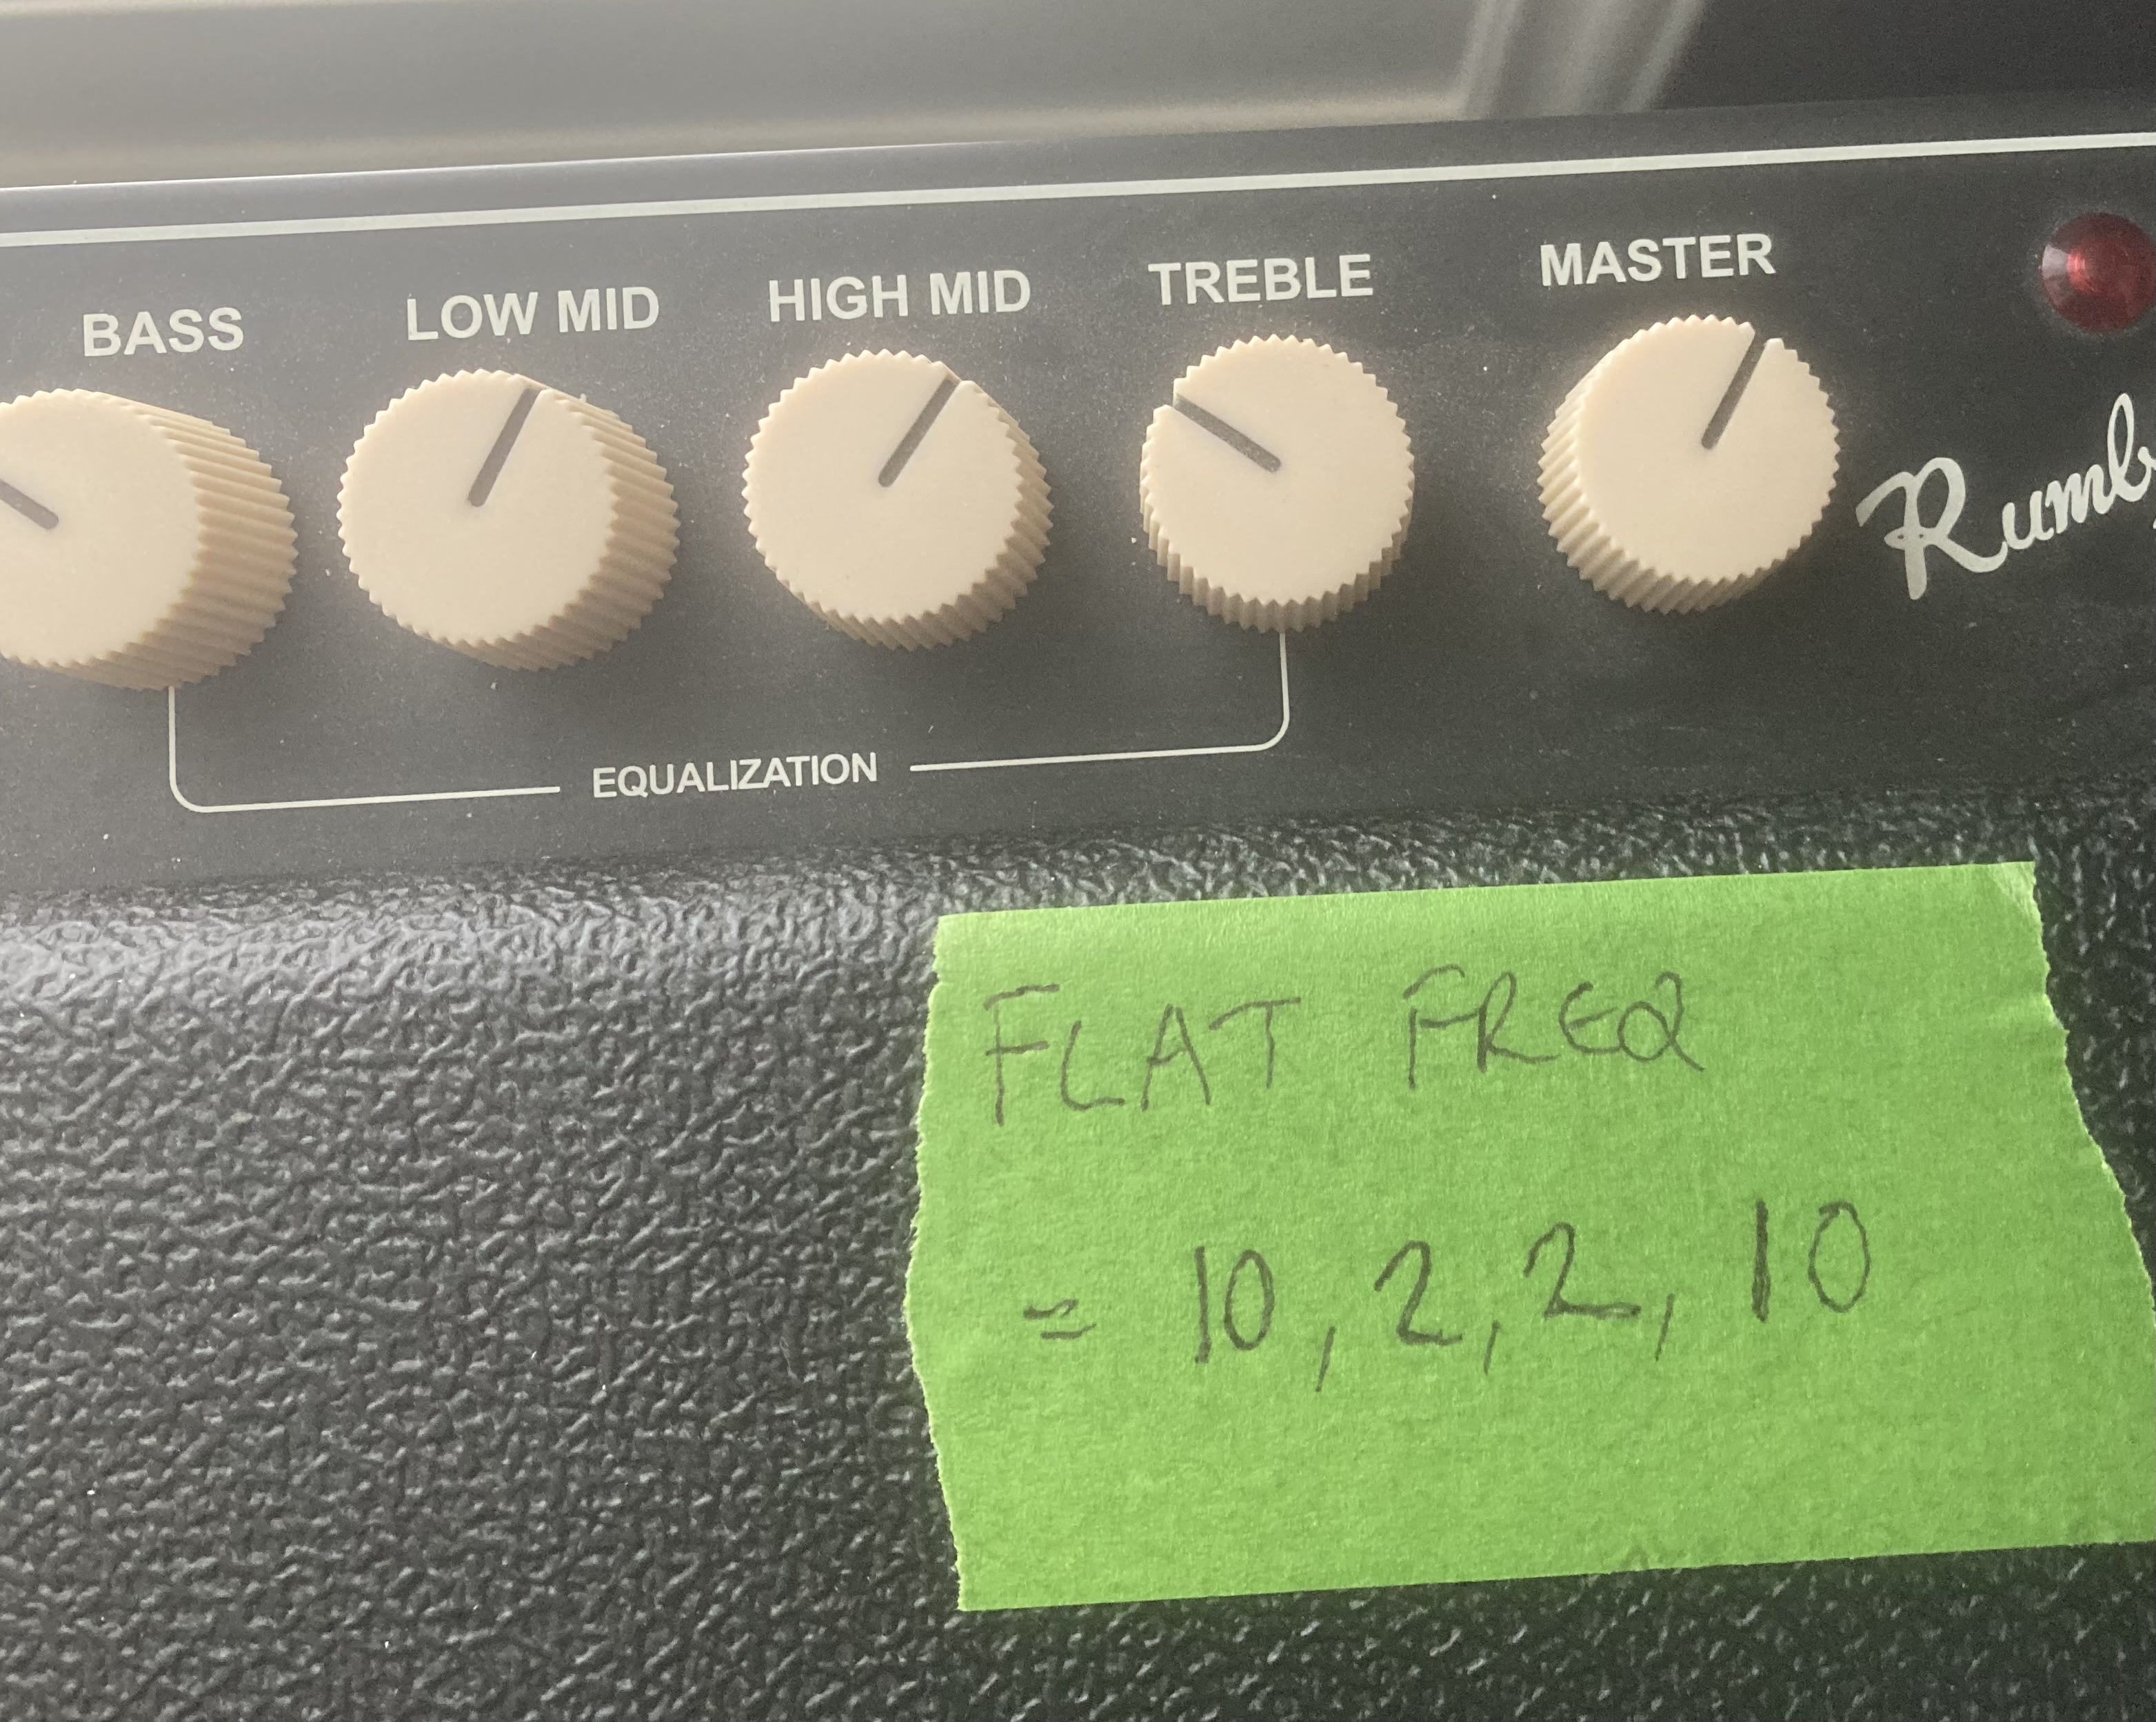 BASS LOW MID HIGH MID TREBLE MASTER
EQUALIZATION
FLAT FREQ
= 10, 2, 2, 10